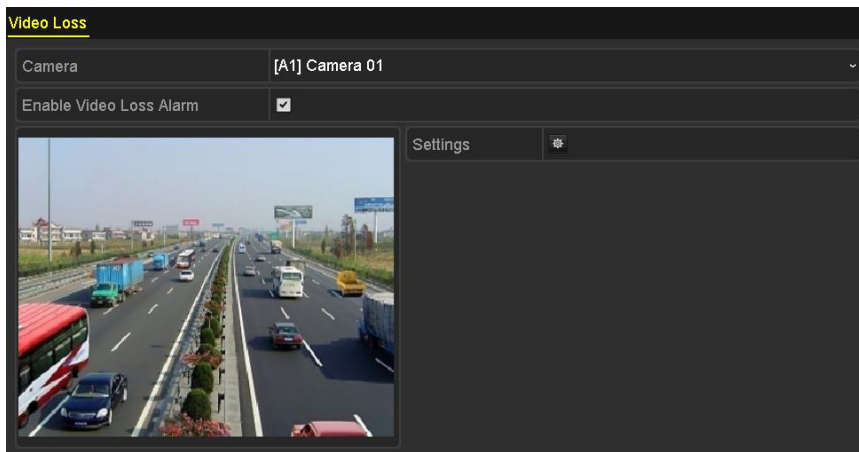 Video Loss
Camera
[A1] Camera 01
Enable Video Loss Alarm
Settings